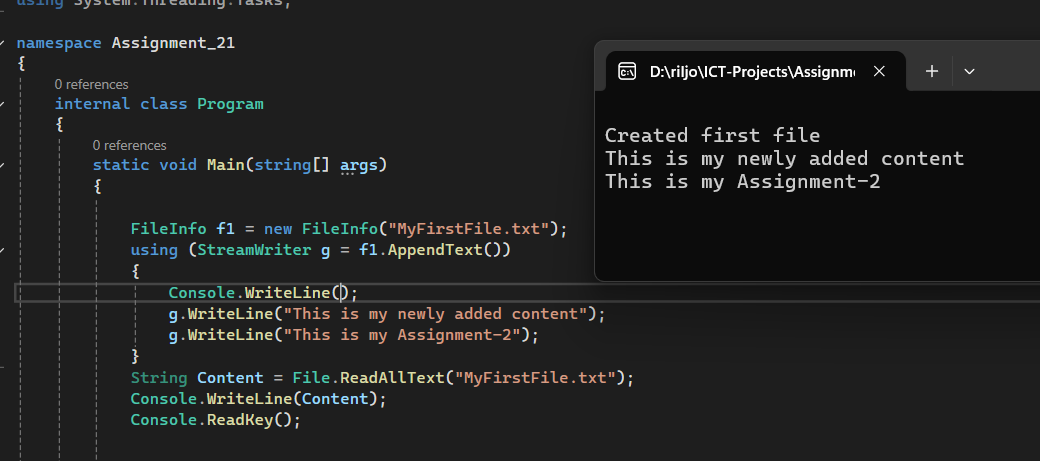 using System.Threading.Tasks;
namespace Assignment_21
{
0 references
internal class Program
{
0 references
static void Main(string[] args)
{
FileInfo f1 = new FileInfo("MyFirstFile.txt");
using (StreamWriter g = f1.AppendText())
{
Console.WriteLine();
g.WriteLine("This is my newly added content");
g.WriteLine("This is my Assignment-2");
}
String Content = File.ReadAllText("MyFirstFile.txt");
Console.WriteLine(Content);
Console.ReadKey();
D:\riljo\ICT-Projects\Assignm
Created first file
This is my newly added content
This is my Assignment-2